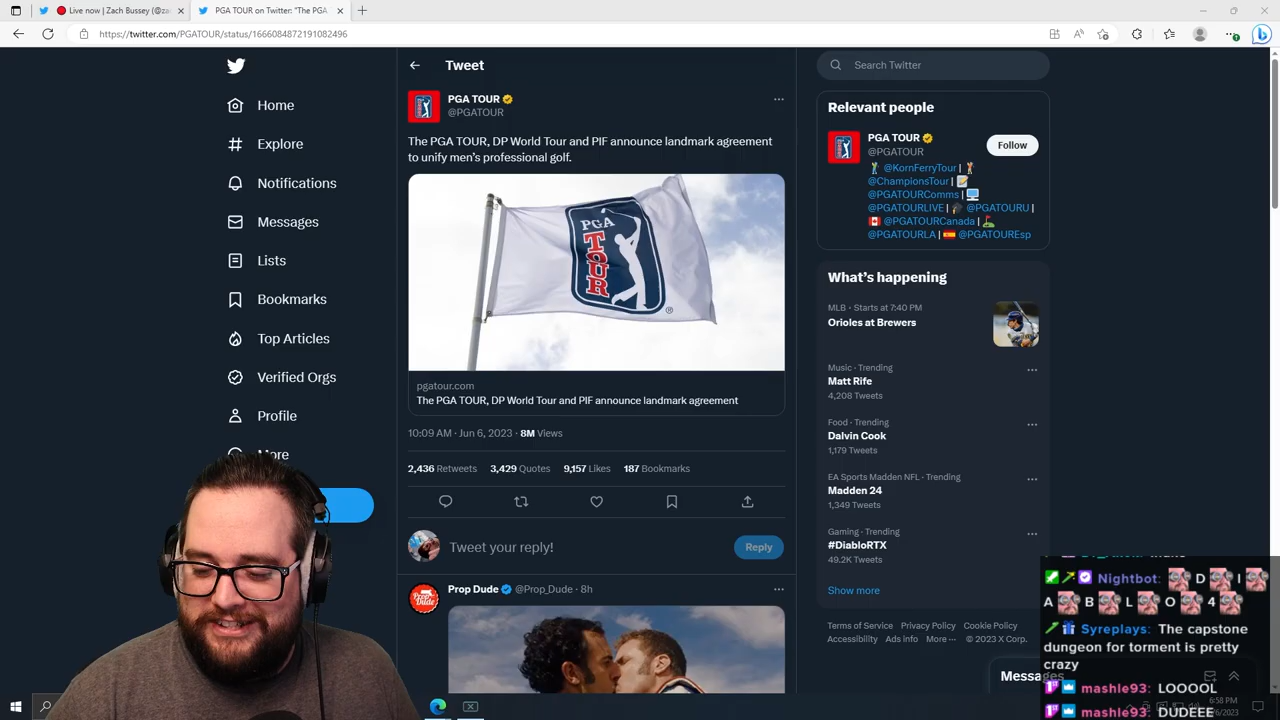 Live now | Zach Bussey (@za
PGA TOUR on Twitter: "The PGA
https://twitter.com/PGATOUR/status/1666084872191082496
Home
Explore
Notifications
Messages
Lists
Bookmarks
Top Articles
Verified Orgs
Profile
More
Tweet
PGA TOUR
@PGATOUR
The PGA TOUR, DP World Tour and PIF announce landmark agreement
to unify men's professional golf.
PGA
TOUR
pgatour.com
The PGA TOUR, DP World Tour and PIF announce landmark agreement
10:09 AM · Jun 6, 2023 · 8M Views
2,436 Retweets 3,429 Quotes 9,157 Likes 187 Bookmarks
Tweet your reply!
Reply
Prop Dude @Prop_Dude · 8h
Search Twitter
Relevant people
PGA TOUR
@PGATOUR
Follow
@KornFerryTour |
@ChampionsTour |
@PGATOURComms |
@PGATOURLIVE | @PGATOURU |
@PGATOURCanada |
@PGATOURLA | @PGATOUREsp
What's happening
MLB · Starts at 7:40 PM
Orioles at Brewers
Music · Trending
Matt Rife
4,208 Tweets
Food · Trending
Dalvin Cook
1,179 Tweets
EA Sports Madden NFL · Trending
Madden 24
1,349 Tweets
Gaming · Trending
#DiabloRTX
49.2K Tweets
Show more
Terms of Service Privacy Policy Cookie Policy
Accessibility Ads info More ··· © 2023 X Corp.
Messages
Nightbot: D I
A B L O 4
Syreplays: The capstone
dungeon for torment is pretty
crazy
mashle93: LOOOOL
mashle93: DUDEEE
6:58 PM